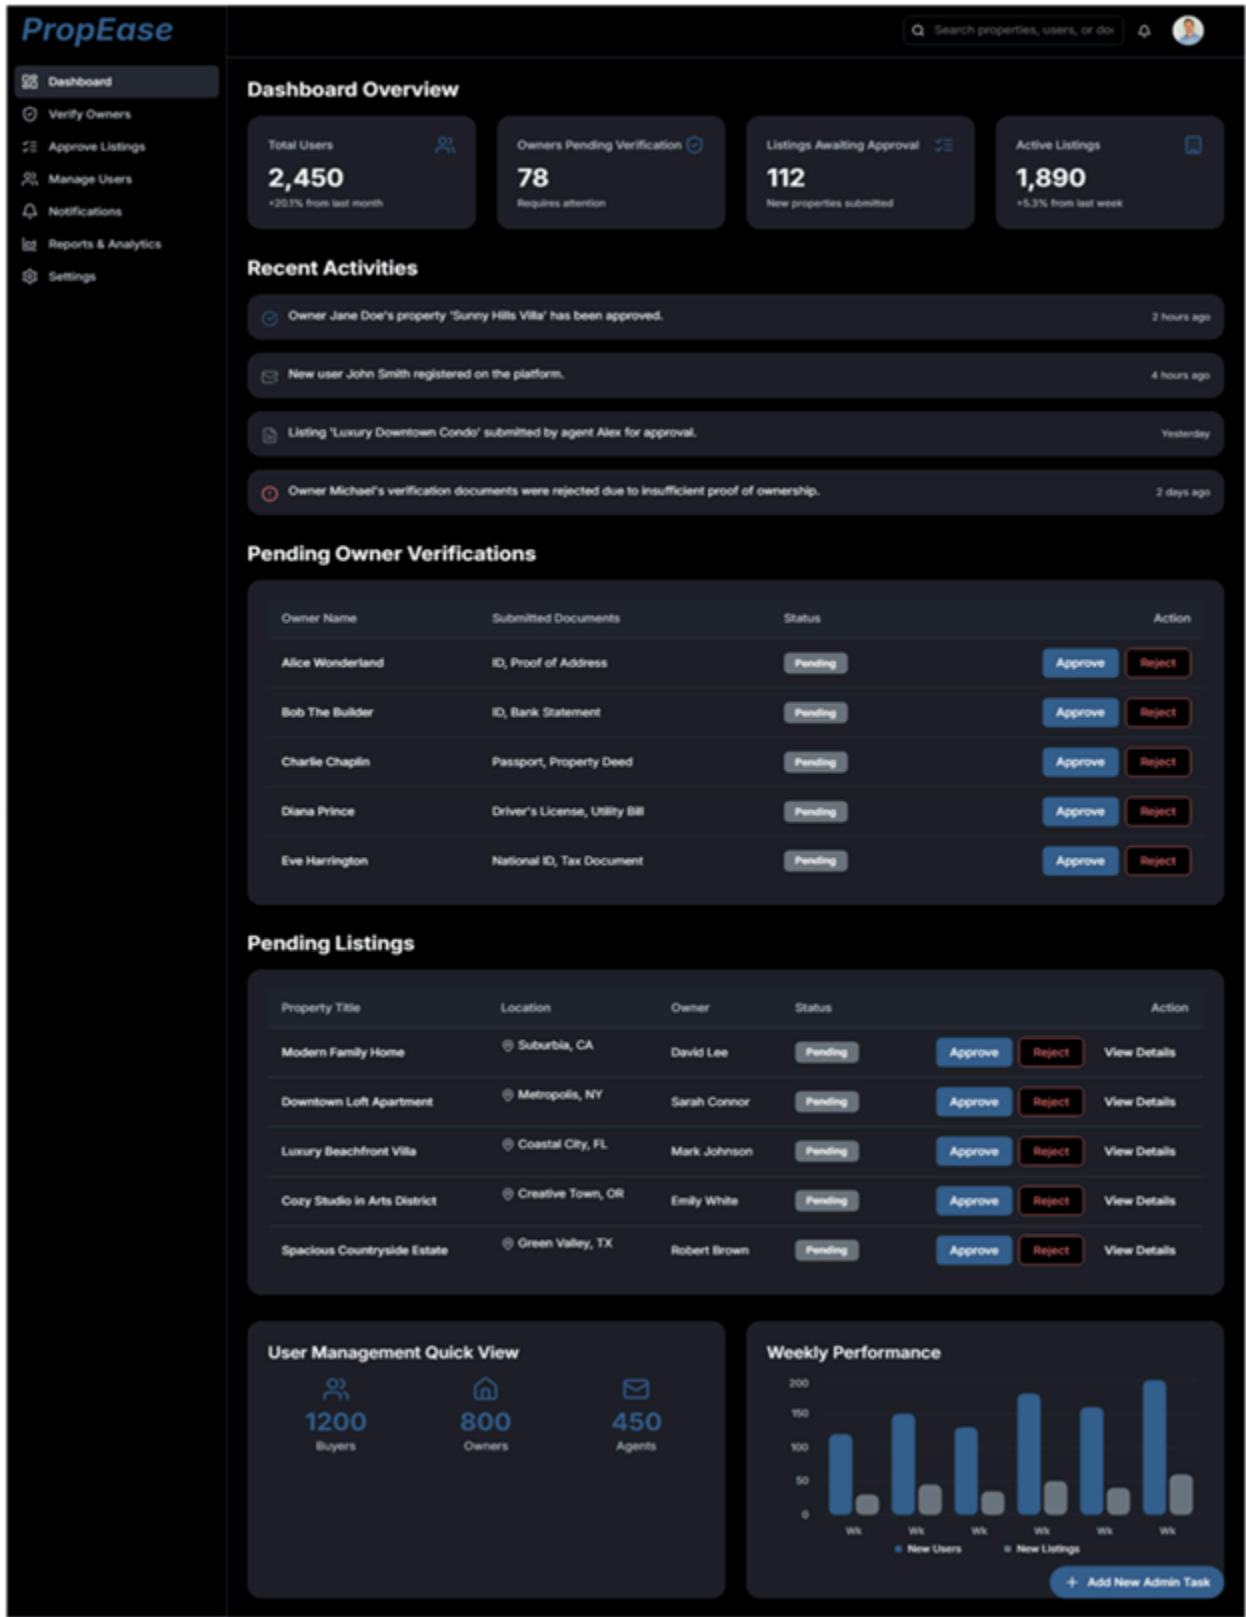 PropEase
Search properties, users, or doc
Dashboard
Verify Owners
Approve Listings
Manage Users
Notifications
Reports & Analytics
Settings
Dashboard Overview
Total Users
2,450
+20.1% from last month
Owners Pending Verification
78
Requires attention
Listings Awaiting Approval
112
New properties submitted
Active Listings
1,890
+5.3% from last week
Recent Activities
Owner Jane Doe's property 'Sunny Hills Villa' has been approved. 2 hours ago
New user John Smith registered on the platform. 4 hours ago
Listing 'Luxury Downtown Condo' submitted by agent Alex for approval. Yesterday
Owner Michael's verification documents were rejected due to insufficient proof of ownership. 2 days ago
Pending Owner Verifications
Owner Name Submitted Documents Status Action
Alice Wonderland ID, Proof of Address Pending Approve Reject
Bob The Builder ID, Bank Statement Pending Approve Reject
Charlie Chaplin Passport, Property Deed Pending Approve Reject
Diana Prince Driver's License, Utility Bill Pending Approve Reject
Eve Harrington National ID, Tax Document Pending Approve Reject
Pending Listings
Property Title Location Owner Status Action
Modern Family Home Suburbia, CA David Lee Pending Approve Reject View Details
Downtown Loft Apartment Metropolis, NY Sarah Connor Pending Approve Reject View Details
Luxury Beachfront Villa Coastal City, FL Mark Johnson Pending Approve Reject View Details
Cozy Studio in Arts District Creative Town, OR Emily White Pending Approve Reject View Details
Spacious Countryside Estate Green Valley, TX Robert Brown Pending Approve Reject View Details
User Management Quick View
1200 800 450
Buyers Owners Agents
Weekly Performance
200
150
100
50
0
Wk Wk Wk Wk Wk Wk
New Users New Listings
+ Add New Admin Task